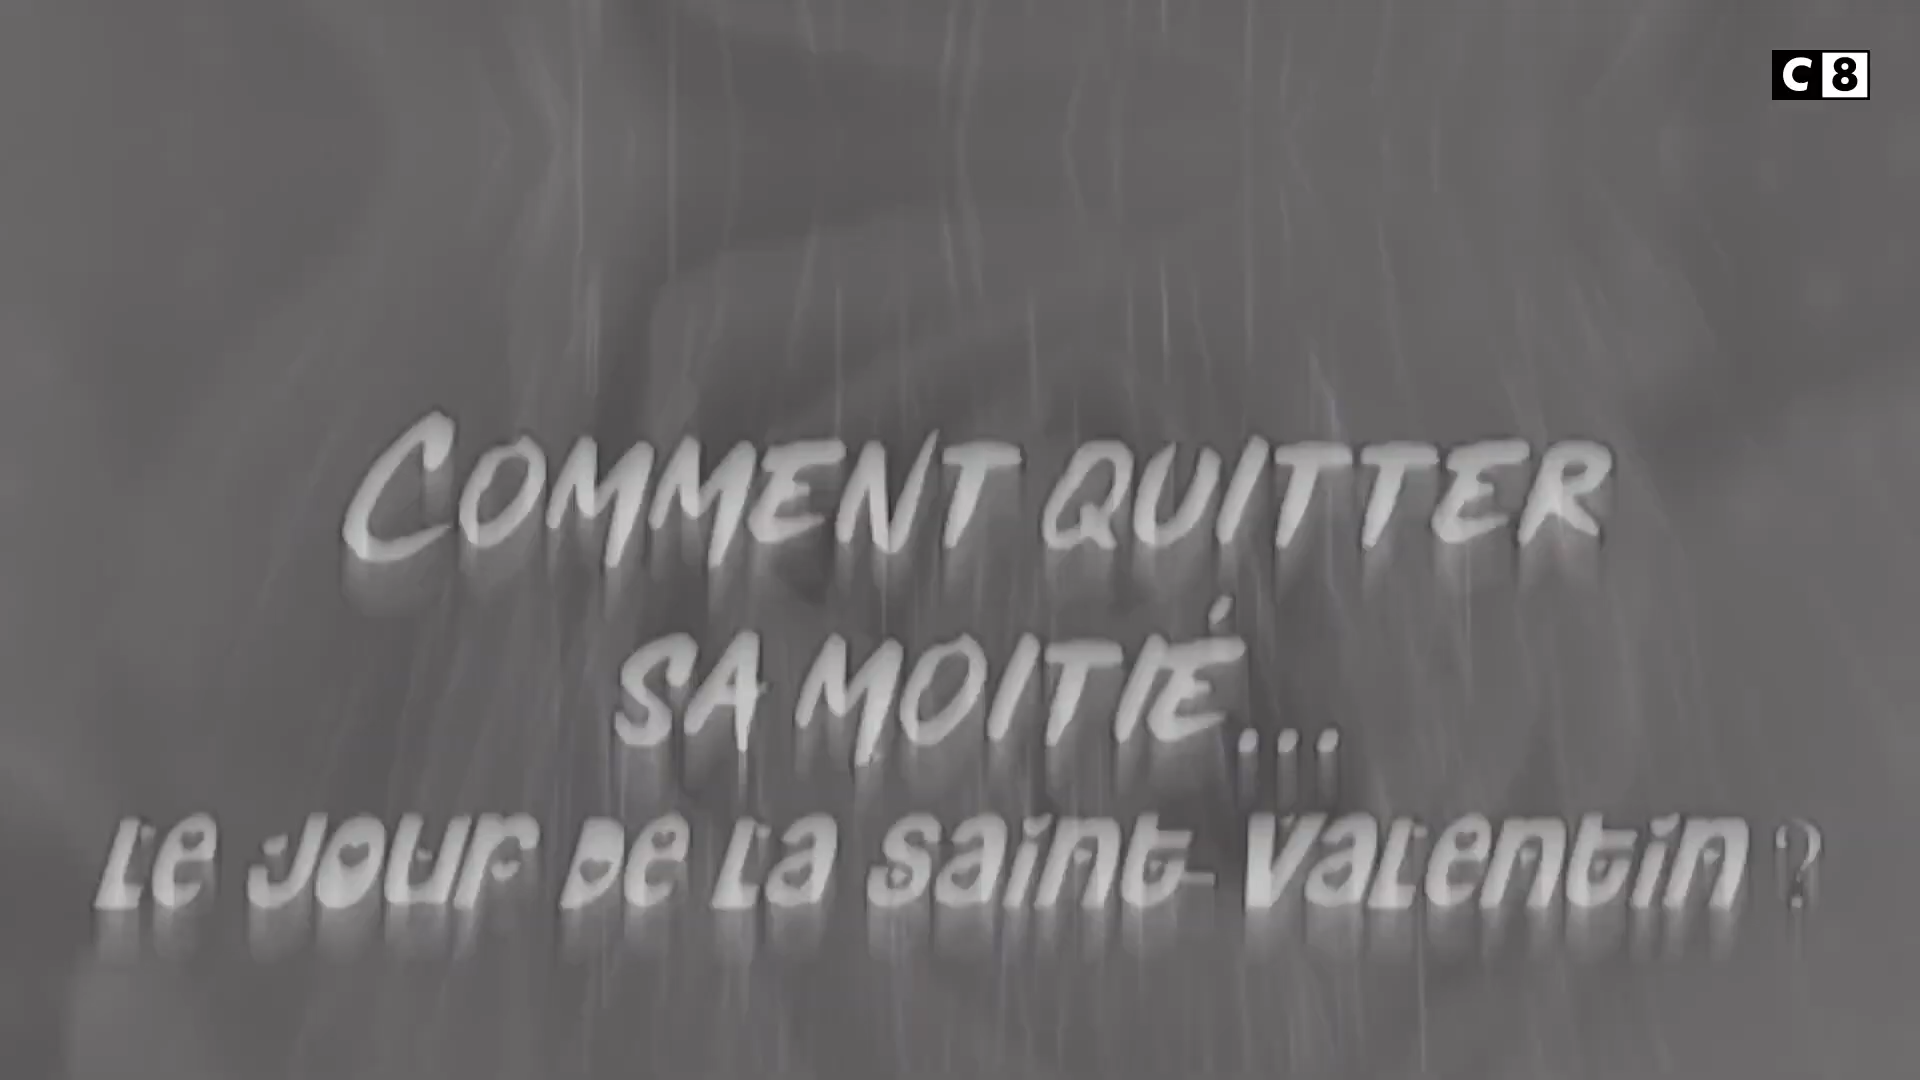 C8
COMMENT QUITTER
SA MOITIÉ...
Le jour de la saint-valentin ?